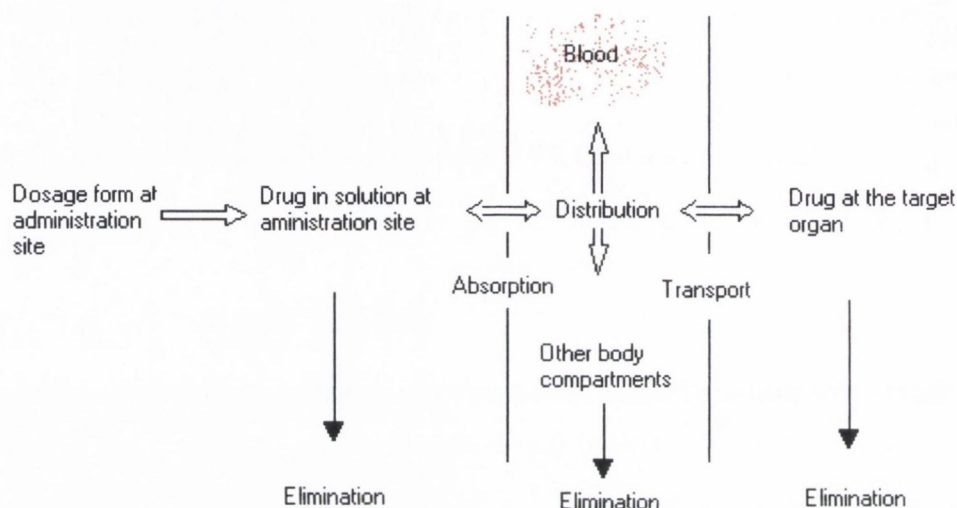 Blood
Dosage form at
administration
site
Drug in solution at
aministration site
Distribution
Drug at the target
organ
Absorption
Transport
Other body
compartments
Elimination
Elimination
Elimination